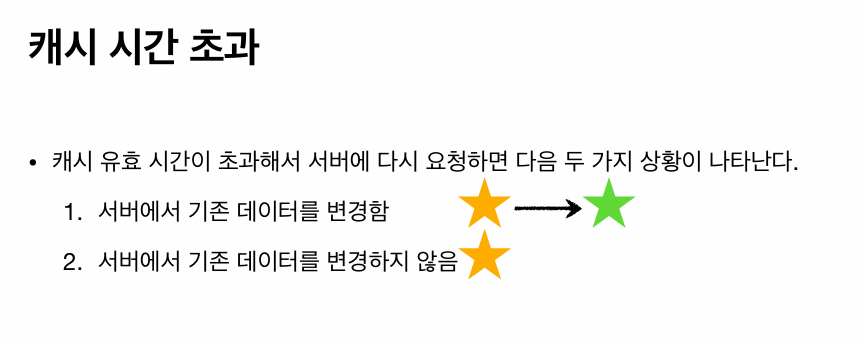 캐시 시간 초과
• 캐시 유효 시간이 초과해서 서버에 다시 요청하면 다음 두 가지 상황이 나타난다.
1. 서버에서 기존 데이터를 변경함
2. 서버에서 기존 데이터를 변경하지 않음